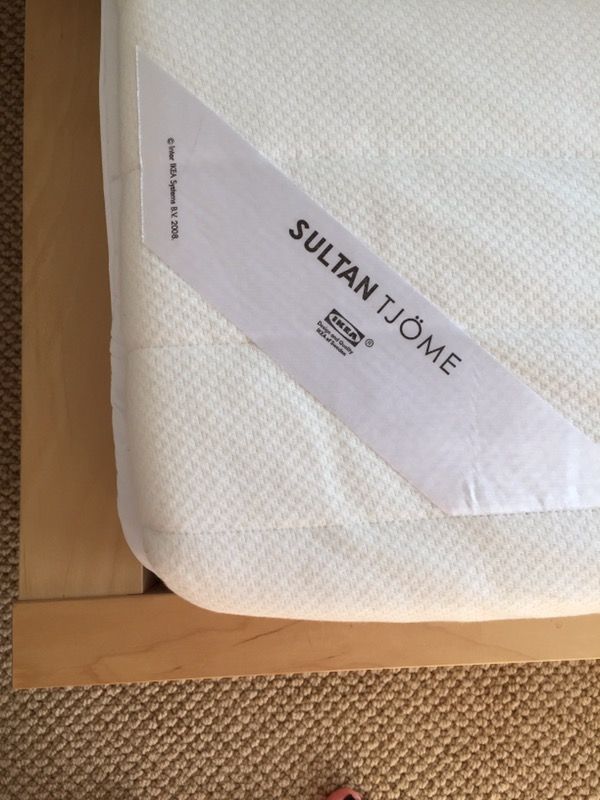 © Inter IKEA Systems B.V. 2008.
SULTAN TJÖME
IKEA ®
Design and Quality
IKEA of Sweden